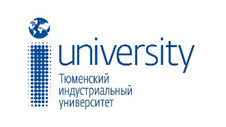 i university
Тюменский
индустриальный
университет